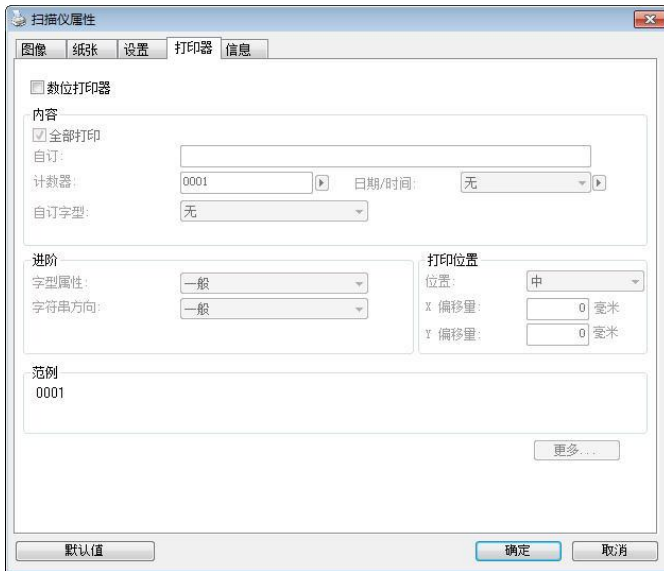 扫描仪属性
图像 纸张 设置 打印器 信息
数位打印器
内容
全部打印
自订:
计数器: 0001 日期/时间: 无
自订字型: 无
进阶
字型属性: 一般
字符串方向: 一般
打印位置
位置: 中
X 偏移量: 0 毫米
Y 偏移量: 0 毫米
范例
0001
更多...
默认值 确定 取消